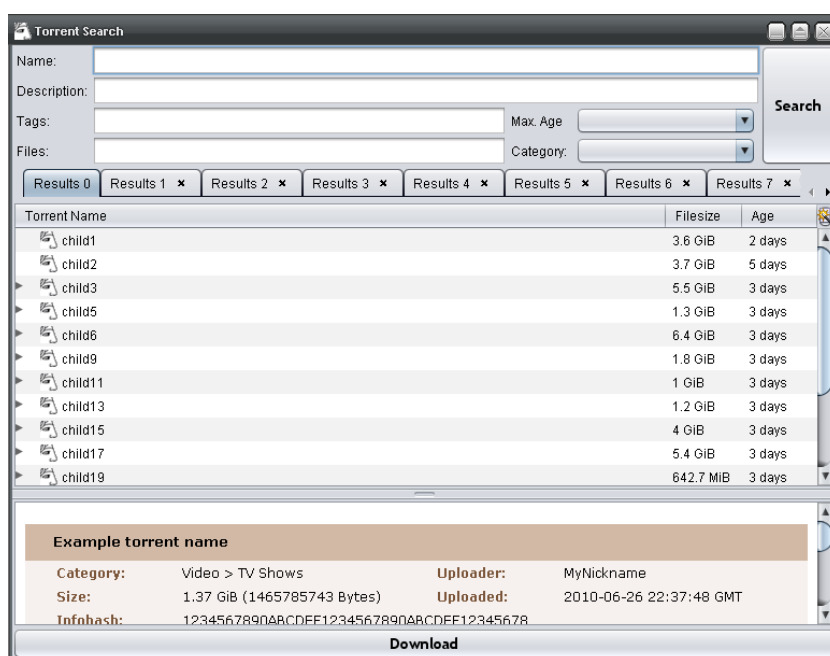 Torrent Search
Name:
Description:
Search
Tags:
Max. Age
Files:
Category:
Results 0 Results 1 × Results 2 × Results 3 × Results 4 × Results 5 × Results 6 × Results 7 ×
Torrent Name Filesize Age
child1 3.6 GiB 2 days
child2 3.7 GiB 5 days
child3 5.5 GiB 3 days
child5 1.3 GiB 3 days
child6 6.4 GiB 3 days
child9 1.8 GiB 3 days
child11 1 GiB 3 days
child13 1.2 GiB 3 days
child15 4 GiB 3 days
child17 5.4 GiB 3 days
child19 642.7 MiB 3 days
Example torrent name
Category: Video > TV Shows Uploader: MyNickname
Size: 1.37 GiB (1465785743 Bytes) Uploaded: 2010-06-26 22:37:48 GMT
Infohash: 1234567890ABCDEF1234567890ABCDEF12345678
Download